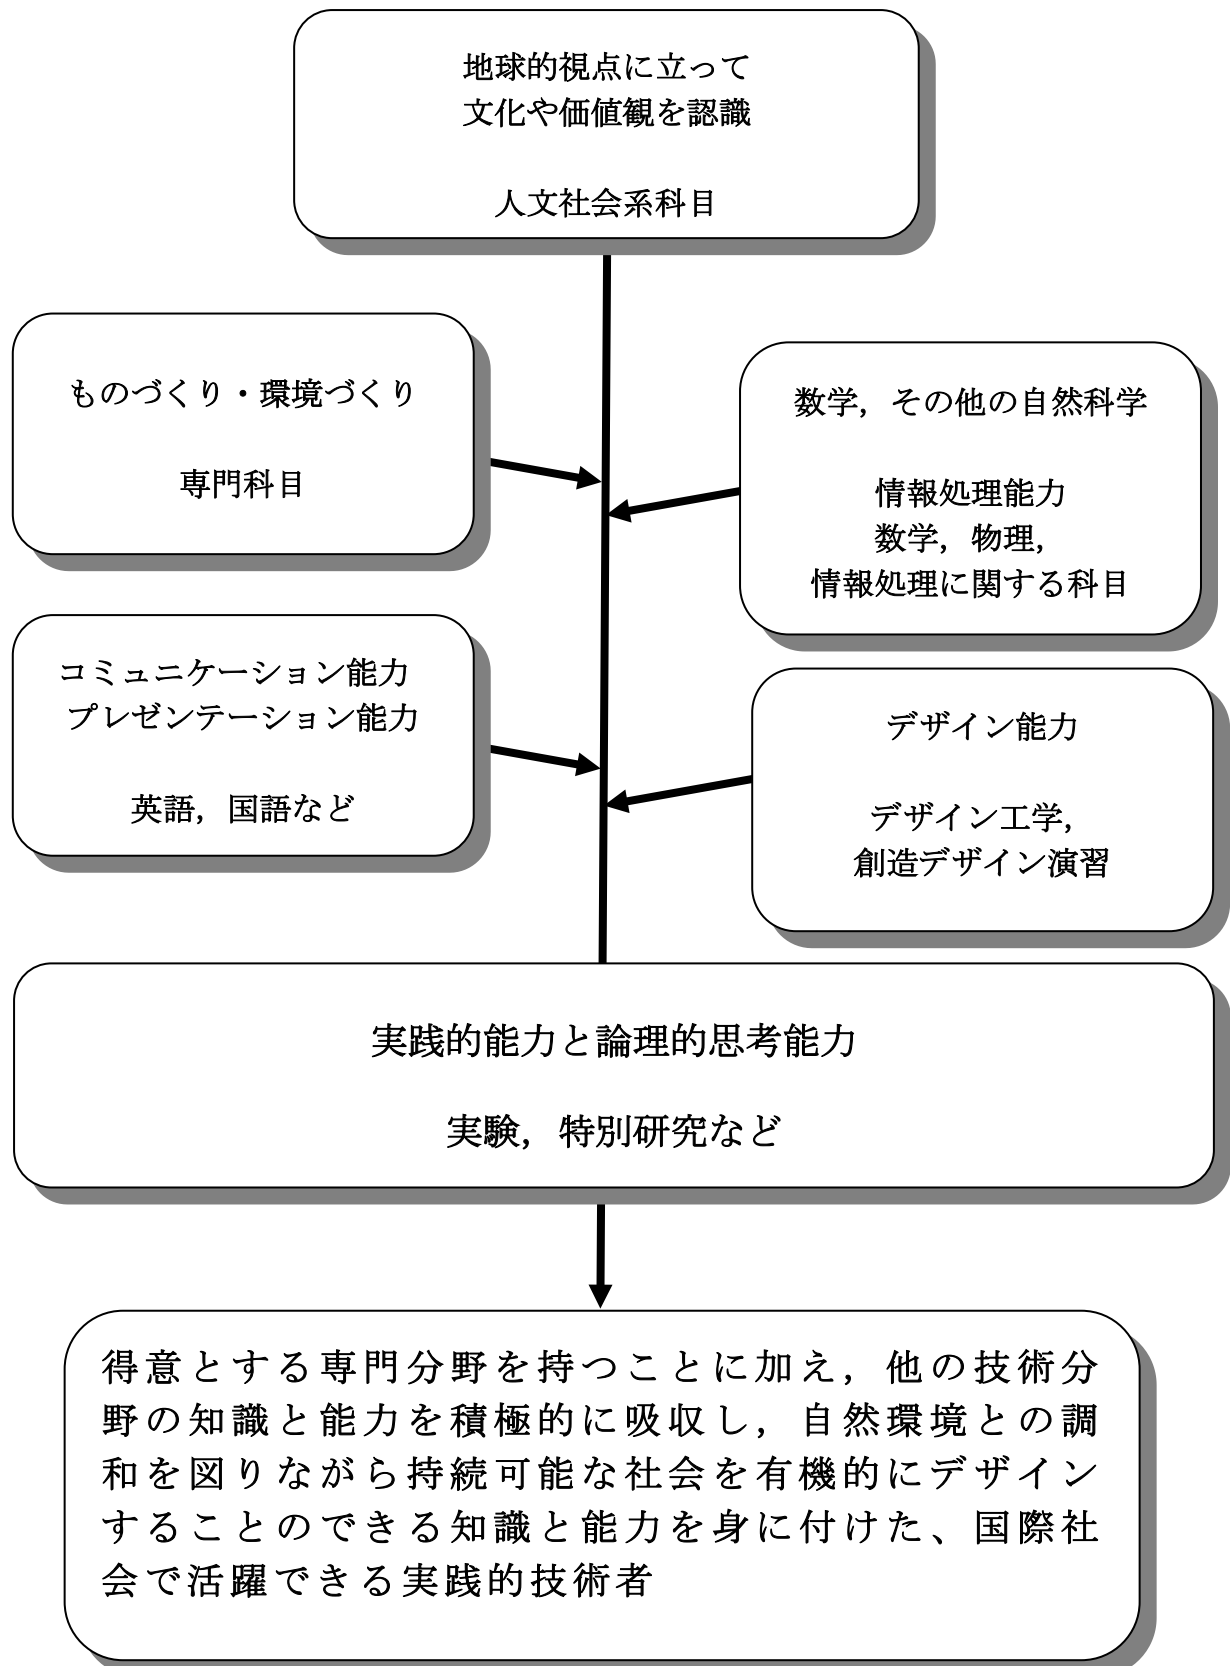 地球的視点に立って
文化や価値観を認識
人文社会系科目
ものづくり・環境づくり
専門科目
数学，その他の自然科学
情報処理能力
数学，物理，
情報処理に関する科目
コミュニケーション能力
プレゼンテーション能力
英語，国語など
デザイン能力
デザイン工学，
創造デザイン演習
実践的能力と論理的思考能力
実験，特別研究など
得意とする専門分野を持つことに加え，他の技術分
野の知識と能力を積極的に吸収し，自然環境との調
和を図りながら持続可能な社会を有機的にデザイン
することのできる知識と能力を身に付けた、国際社
会で活躍できる実践的技術者